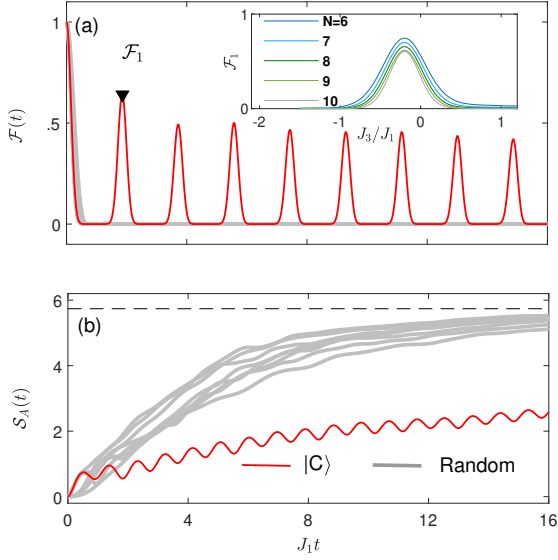 1
(a)
𝓕₁
N=6
7
8
9
10
𝓕₁
1
0
-2
-1
0
1
J₃/J₁
.5
0
𝓕(t)
6
(b)
4
2
0
𝓢_A(t)
|C⟩
Random
0
4
8
12
16
J₁t